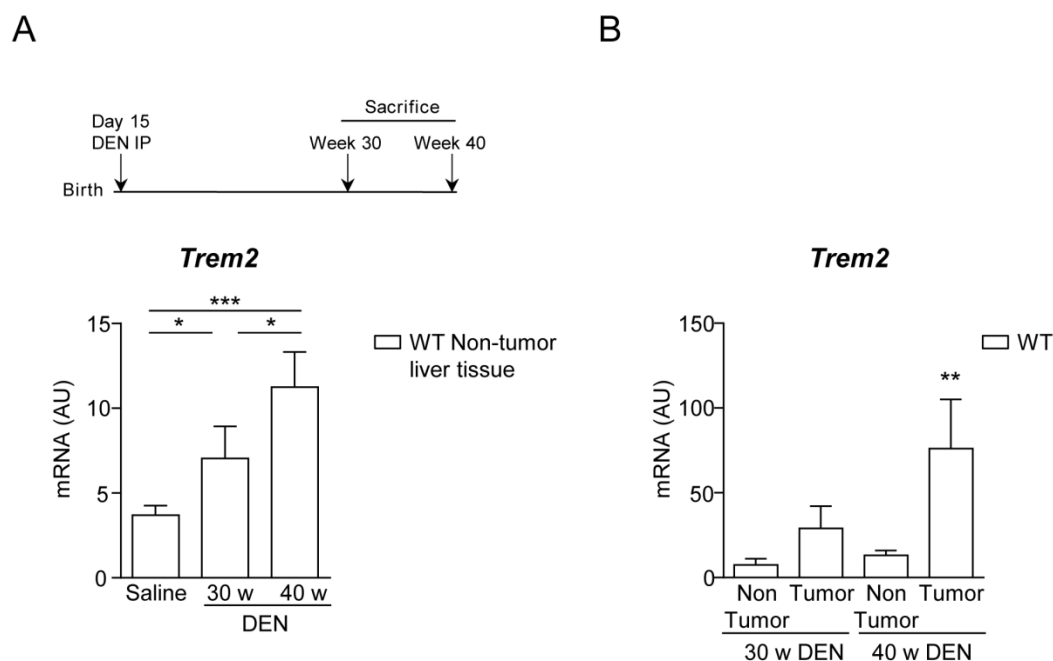 A
Sacrifice
Day 15
DEN IP
Week 30
Week 40
Birth
Trem2
***
* *
15
10
5
0
mRNA (AU)
WT Non-tumor
liver tissue
Saline 30 w 40 w
DEN
B
Trem2
150
100
50
0
mRNA (AU)
WT
**
Non Tumor Non Tumor
Tumor Tumor
30 w DEN 40 w DEN